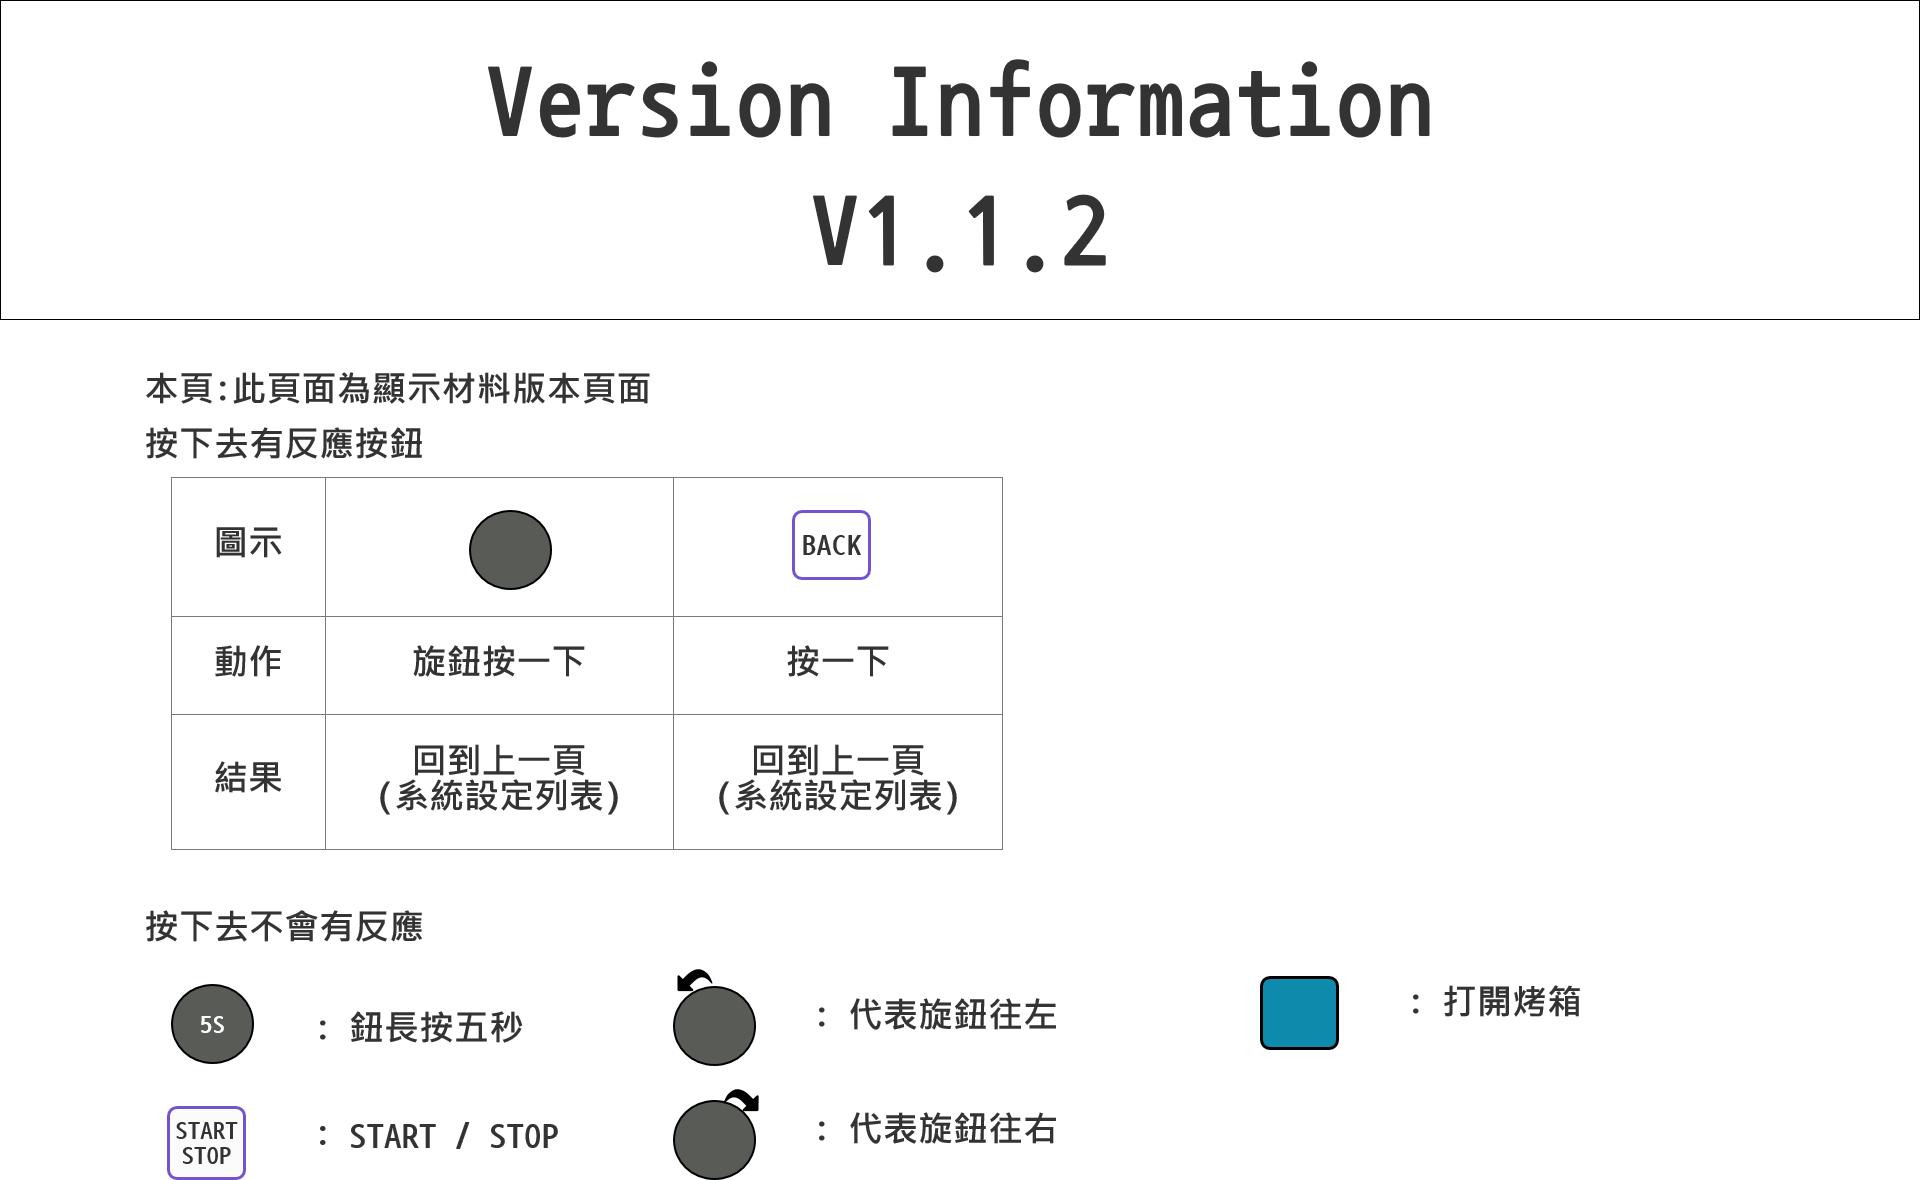 Version Information
V1.1.2
本頁:此頁面為顯示材料版本頁面
按下去有反應按鈕
圖示
BACK
動作
旋鈕按一下
按一下
結果
回到上一頁
(系統設定列表)
回到上一頁
(系統設定列表)
按下去不會有反應
5S
: 鈕長按五秒
: 代表旋鈕往左
: 打開烤箱
START
STOP
: START / STOP
: 代表旋鈕往右